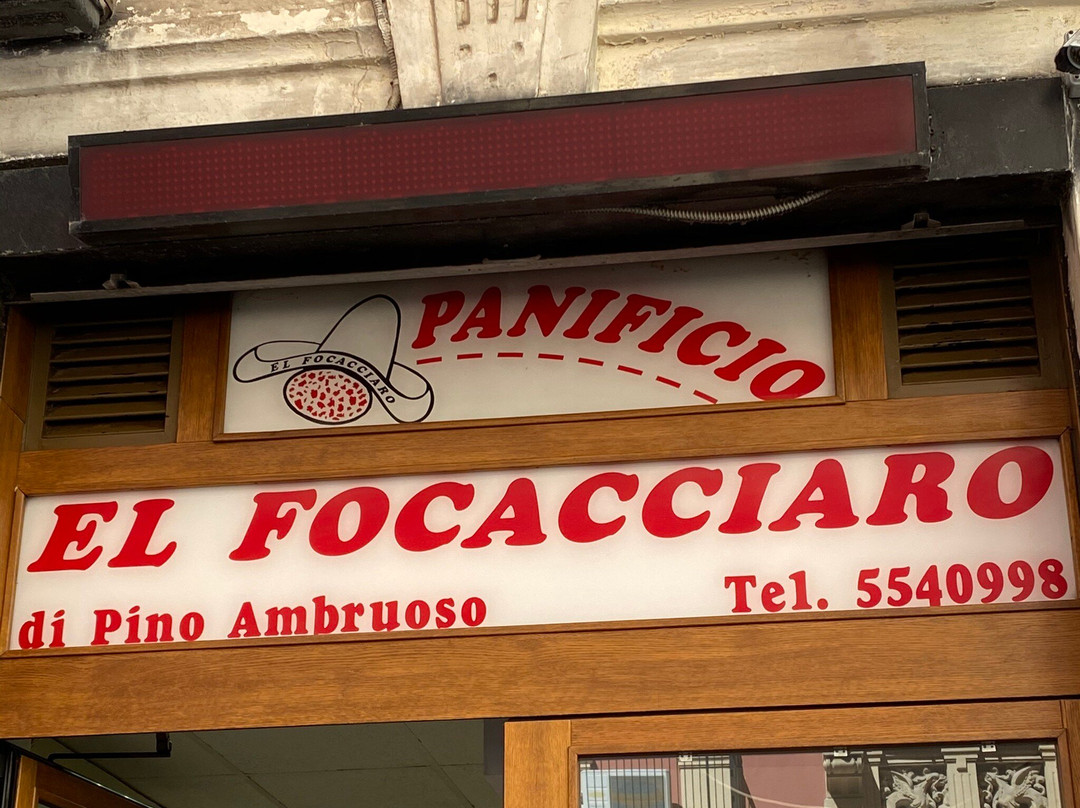 PANIFICIO
EL FOCACCIARO
EL FOCACCIARO
di Pino Ambruoso
Tel. 5540998